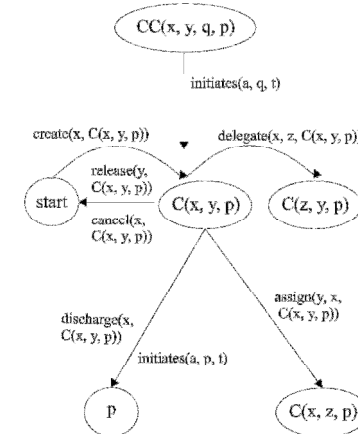 CC(x, y, q, p)
initiates(a, q, t)
create(x, C(x, y, p))
delegate(x, z, C(x, y, p))
release(y,
C(x, y, p))
start
C(x, y, p)
C(z, y, p)
cancel(x,
C(x, y, p))
discharge(x,
C(x, y, p))
assign(y, x,
C(x, y, p))
initiates(a, p, t)
p
C(x, z, p)